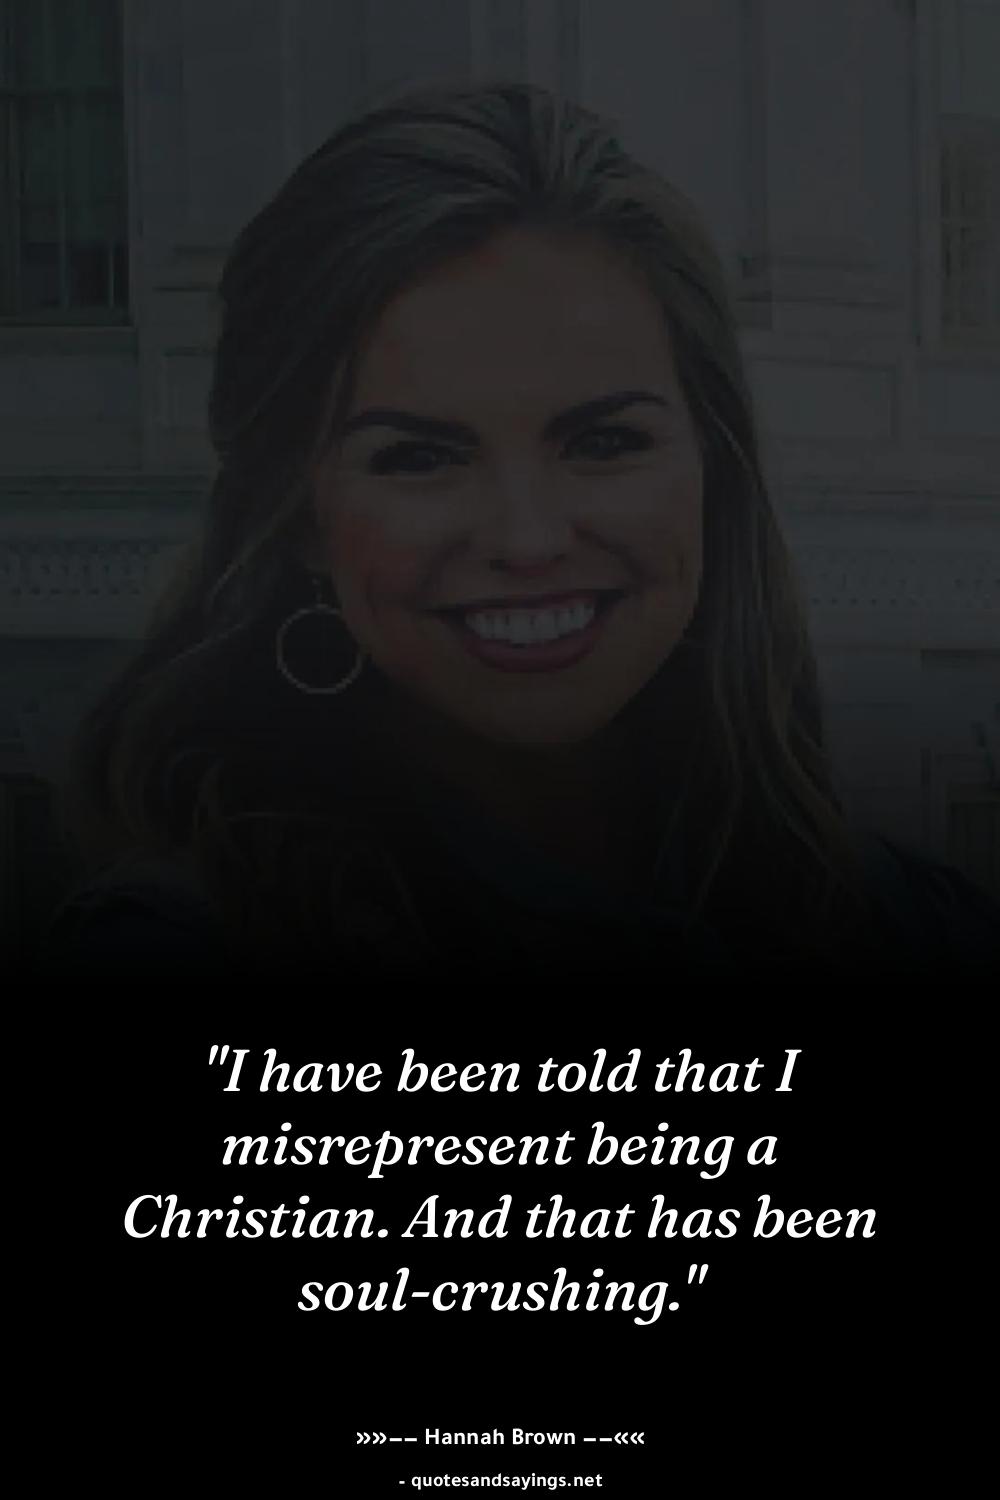 "I have been told that I
misrepresent being a
Christian. And that has been
soul-crushing."
»»−− Hannah Brown −−««
- quotesandsayings.net